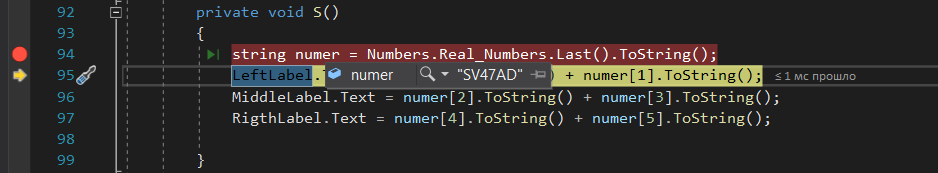 92 private void S()
93 {
94 string numer = Numbers.Real_Numbers.Last().ToString();
95 LeftLabel. numer "SV47AD" ) + numer[1].ToString(); ≤ 1 мс прошло
96 MiddleLabel.Text = numer[2].ToString() + numer[3].ToString();
97 RigthLabel.Text = numer[4].ToString() + numer[5].ToString();
98
99 }